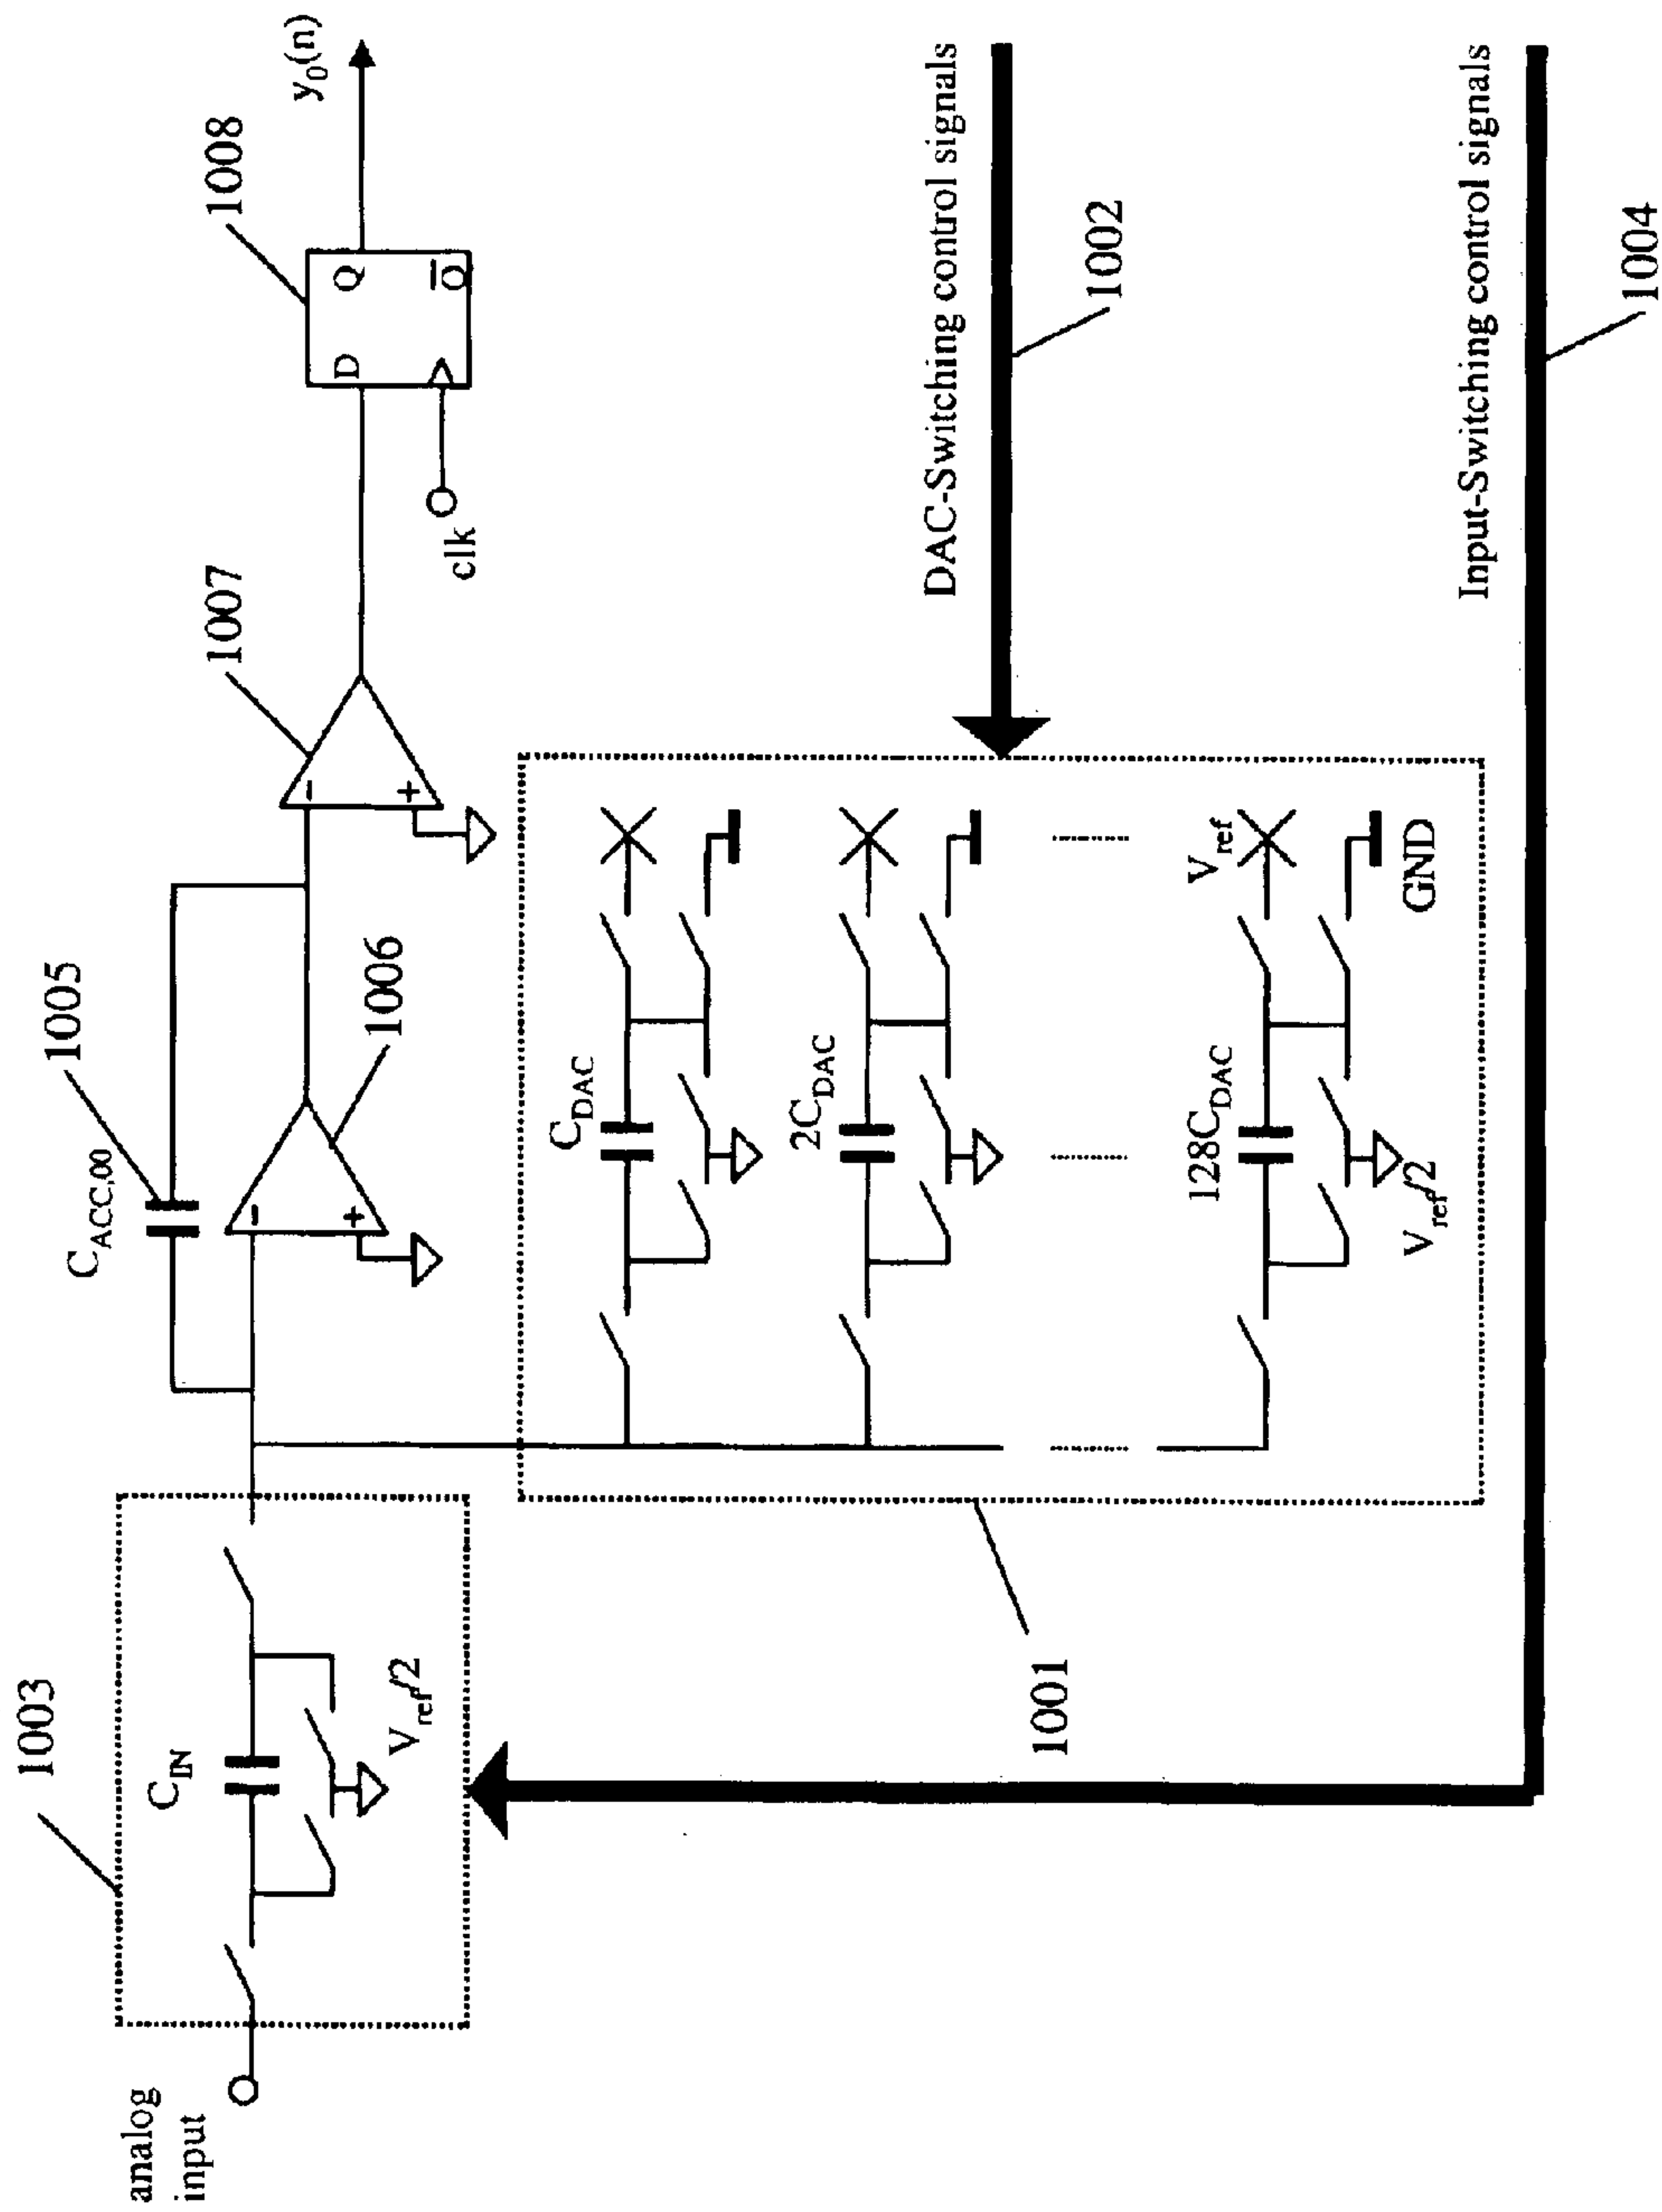 1003
C_IN
V_ref/2
analog
input
C_ACC,00
1005
-
+
1006
1007
-
+
1008
D
Q
Q̅
clk
y_0(n)
C_DAC
2C_DAC
128C_DAC
V_ref/2
V_ref
GND
1001
DAC-Switching control signals
1002
Input-Switching control signals
1004